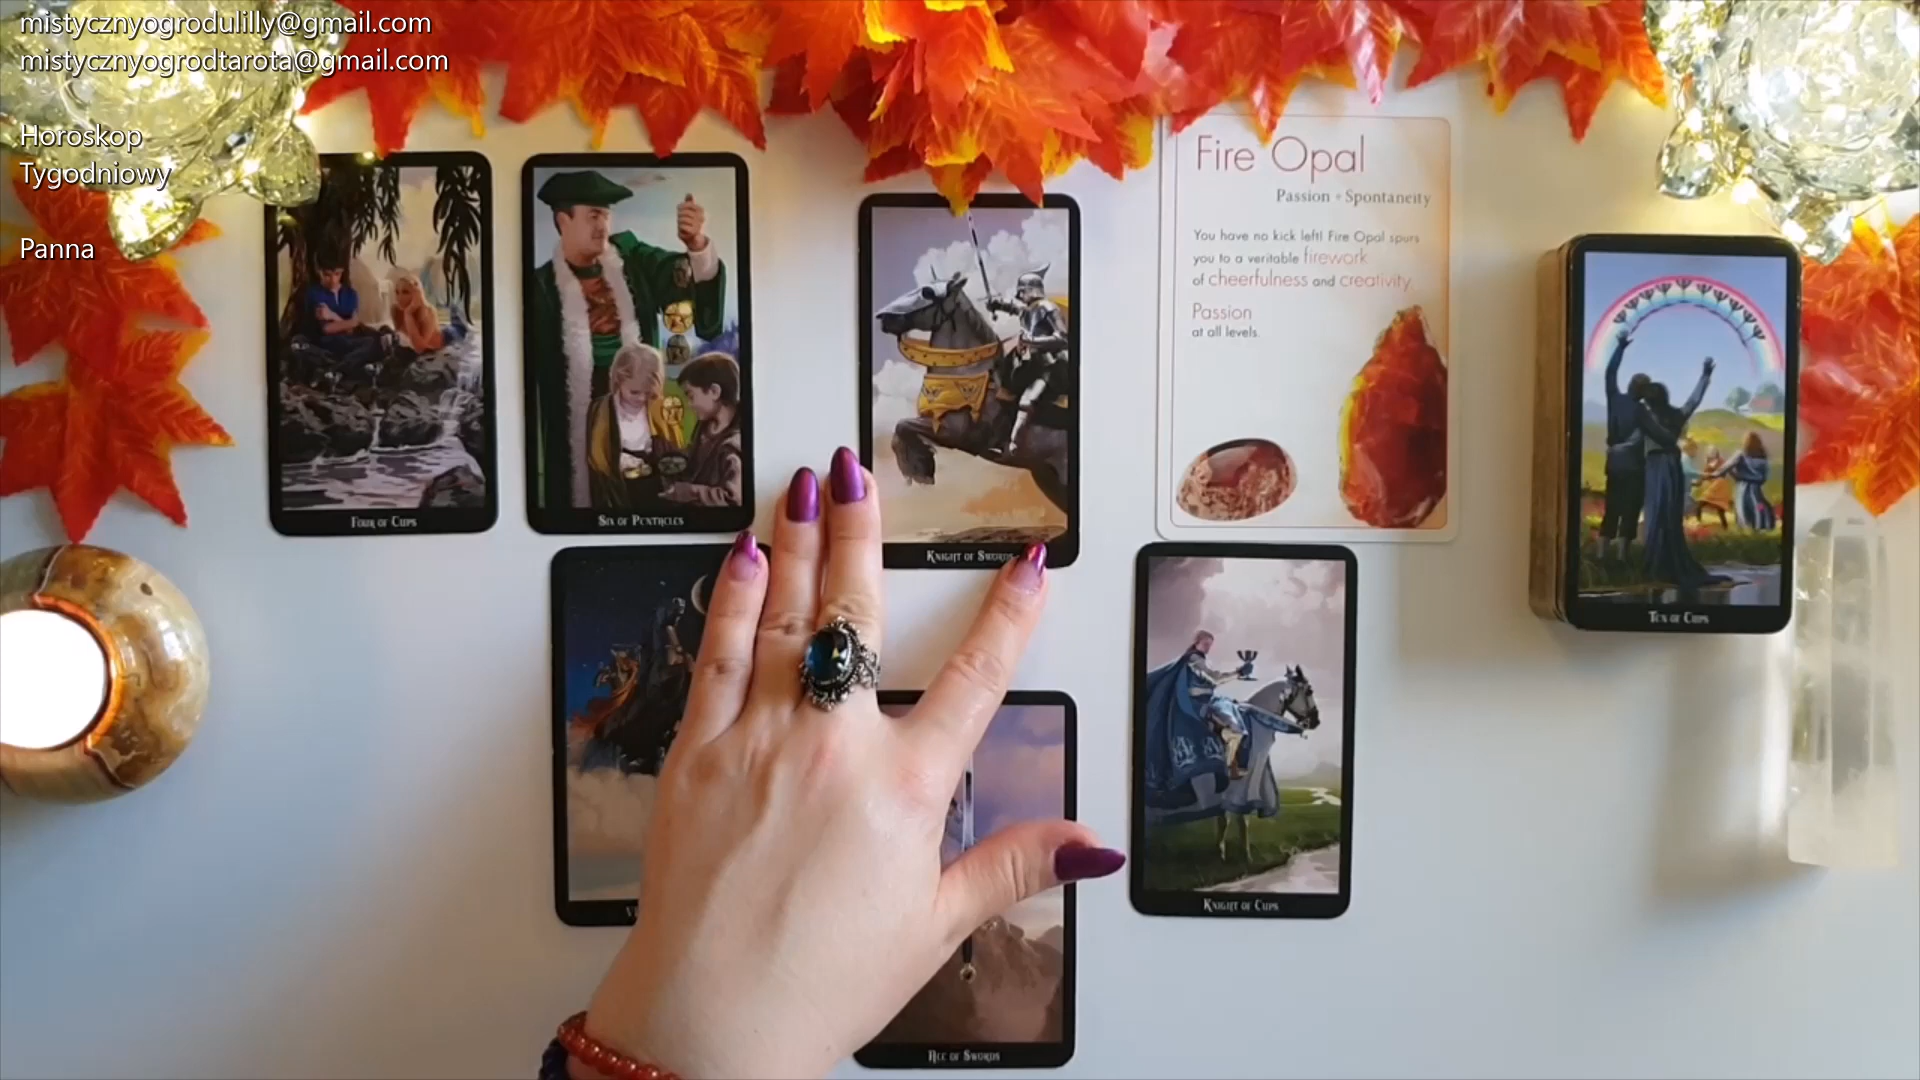 mistycznyogrodulilly@gmail.com
mistycznyogrodtarota@gmail.com
Horoskop
Tygodniowy
Panna
Fire Opal
Passion • Spontaneity
You have no kick left! Fire Opal spurs
you to a veritable firework
of cheerfulness and creativity.
Passion
at all levels.
Four of Cups
Six of Pentacles
Knight of Swords
Ten of Cups
Knight of Cups
Ace of Swords